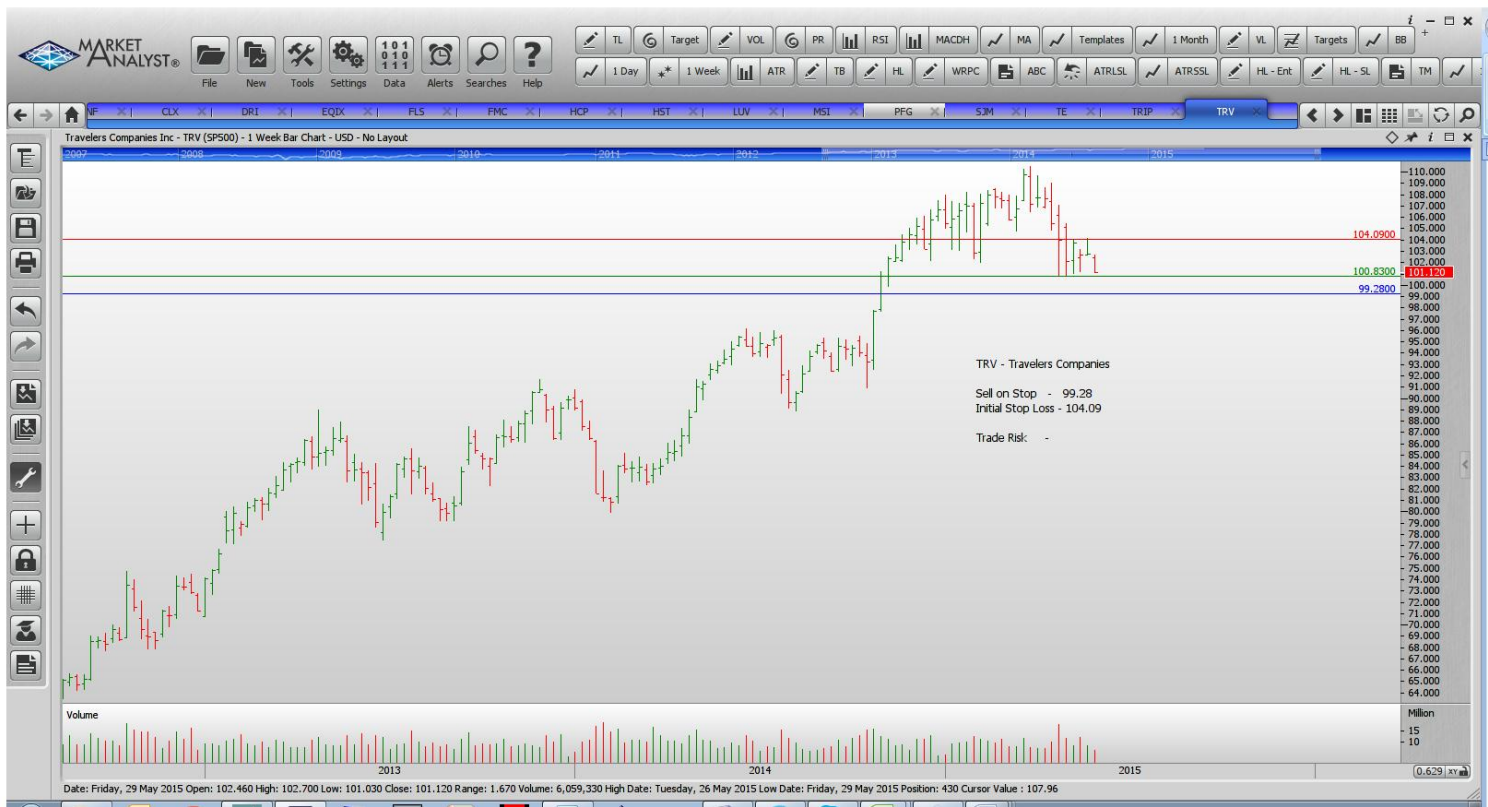 i
MARKET
ANALYST®
File New Tools Settings Data Alerts Searches Help
101
010
111
TL Target VOL PR RSI MACDH MA Templates 1 Month VL Targets BB +
1 Day 1 Week ATR TB HL WRPC ABC ATRLSL ATRSSL HL - Ent HL - SL TM
NF CLX DRI EQIX FLS FMC HCP HST LUV MSI PFG SJM TE TRIP TRV
Travelers Companies Inc - TRV (SP500) - 1 Week Bar Chart - USD - No Layout
i
2007 2008 2009 2010 2011 2012 2013 2014 2015
110.000
109.000
108.000
107.000
106.000
105.000
104.0900
104.000
103.000
102.000
100.8300
101.120
100.000
99.2800
99.000
98.000
97.000
96.000
95.000
94.000
TRV - Travelers Companies
93.000
92.000
91.000
Sell on Stop - 99.28
90.000
Initial Stop Loss - 104.09
89.000
88.000
87.000
Trade Risk -
86.000
85.000
84.000
83.000
82.000
81.000
80.000
79.000
78.000
77.000
76.000
75.000
74.000
73.000
72.000
71.000
70.000
69.000
68.000
67.000
66.000
65.000
64.000
Volume
Million
15
10
2013 2014 2015
0.629 XY
Date: Friday, 29 May 2015 Open: 102.460 High: 102.700 Low: 101.030 Close: 101.120 Range: 1.670 Volume: 6,059,330 High Date: Tuesday, 26 May 2015 Low Date: Friday, 29 May 2015 Position: 430 Cursor Value : 107.96